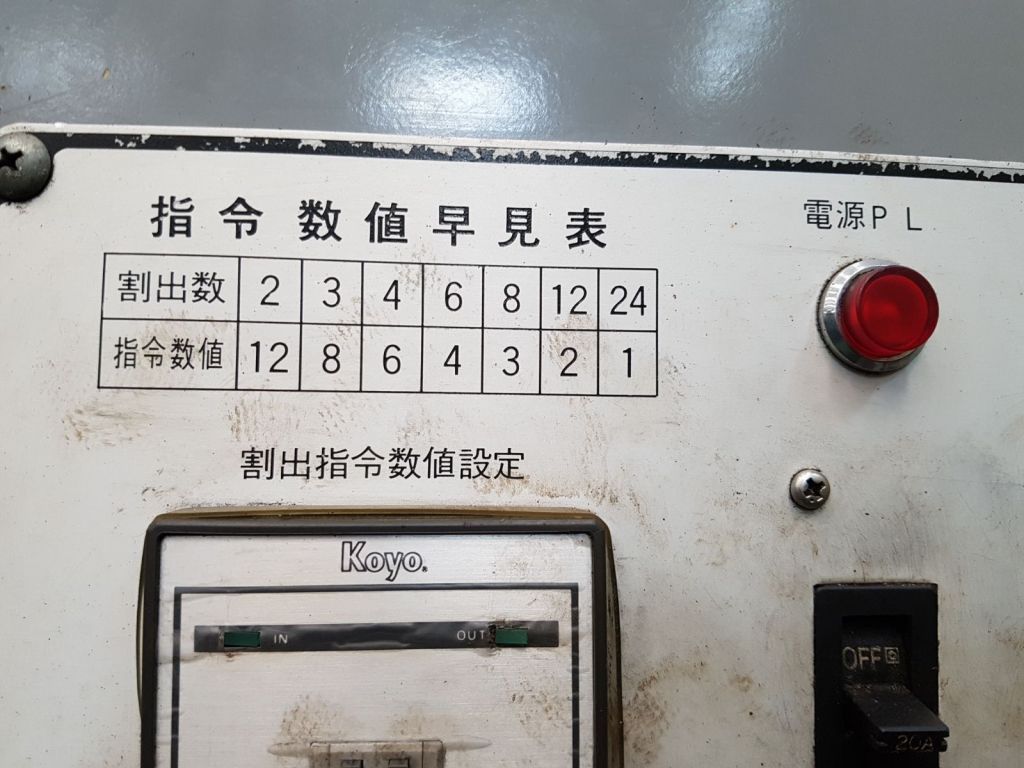 指令数値早見表
電源PL
割出数 2 3 4 6 8 12 24
指令数値 12 8 6 4 3 2 1
割出指令数値設定
Koyo.
IN OUT
OFF
20A